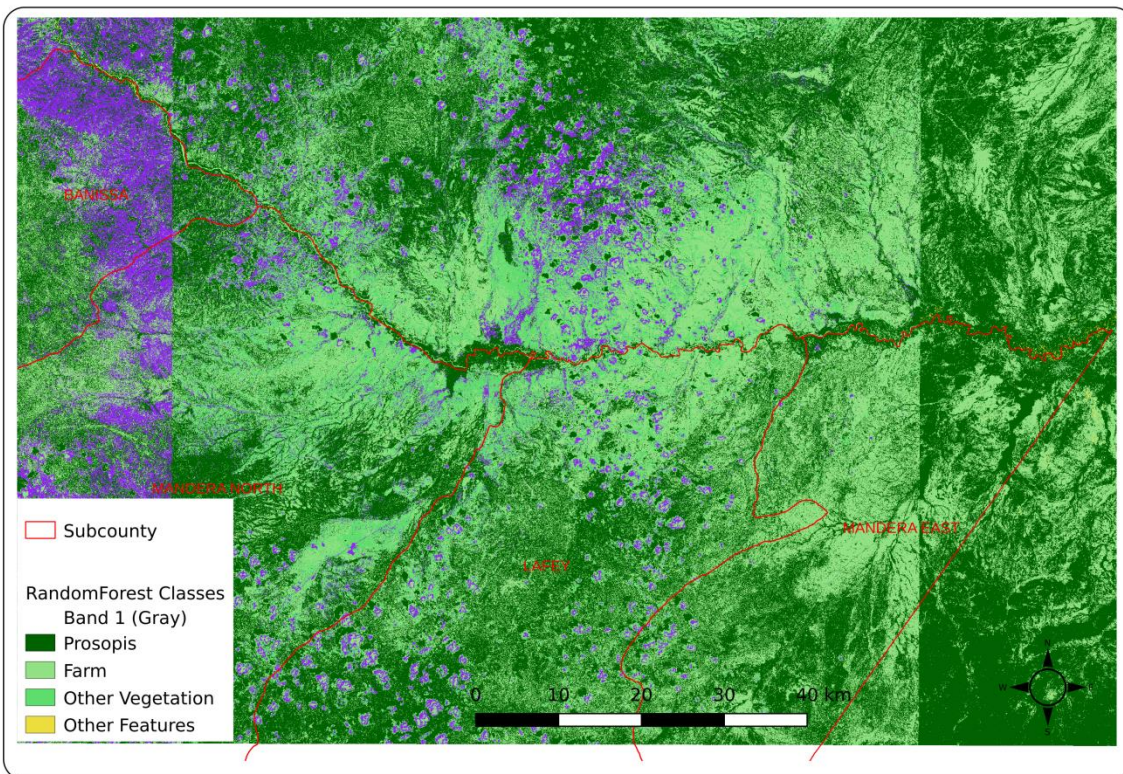 BANISSA
MANDERA NORTH
LAFEY
MANDERA EAST
Subcounty
RandomForest Classes
Band 1 (Gray)
Prosopis
Farm
Other Vegetation
Other Features
0 10 20 30 40 km
N
W E
S